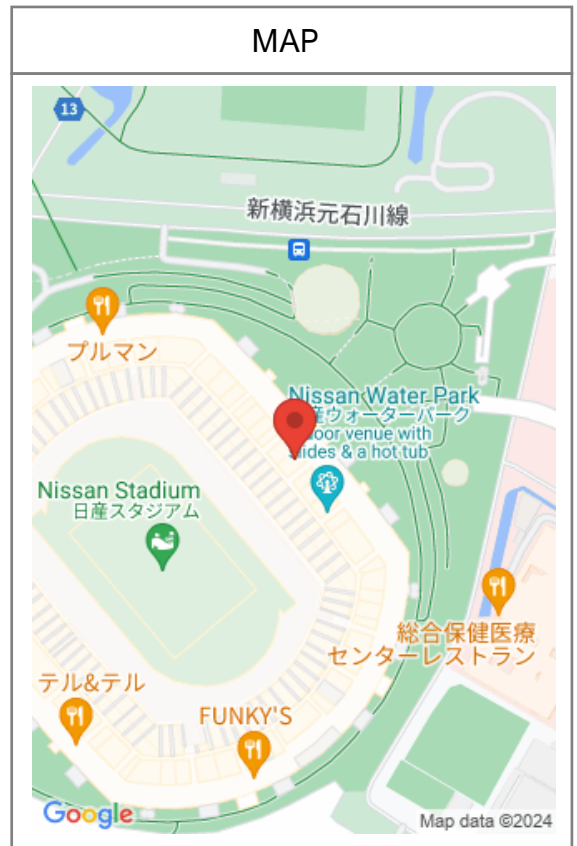 MAP
13
新横浜元石川線
プルマン
Nissan Water Park
産ウォーターパーク
door venue with
slides & a hot tub
Nissan Stadium
日産スタジアム
総合保健医療
センターレストラン
テル&テル
FUNKY'S
Google
Map data ©2024